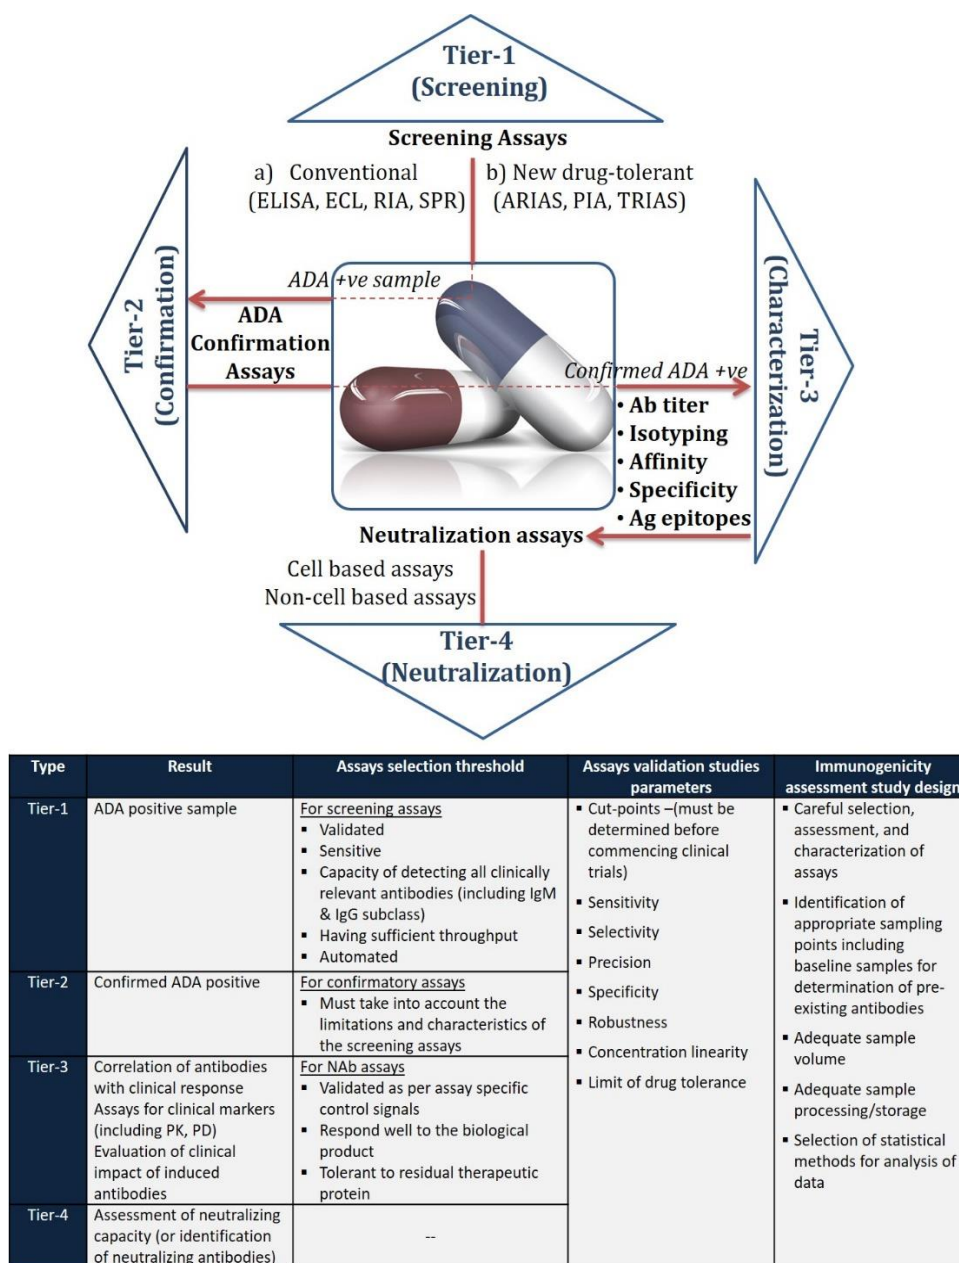 Tier-1
(Screening)
Screening Assays
a) Conventional
(ELISA, ECL, RIA, SPR)
b) New drug-tolerant
(ARIAS, PIA, TRIAS)
Tier-2
(Confirmation)
ADA +ve sample
ADA
Confirmation
Assays
Confirmed ADA +ve
• Ab titer
• Isotyping
• Affinity
• Specificity
• Ag epitopes
Tier-3
(Characterization)
Neutralization assays
Cell based assays
Non-cell based assays
Tier-4
(Neutralization)
Type
Result
Assays selection threshold
Assays validation studies
parameters
Immunogenicity
assessment study design
Tier-1
ADA positive sample
For screening assays
▪ Validated
▪ Sensitive
▪ Capacity of detecting all clinically
relevant antibodies (including IgM
& IgG subclass)
▪ Having sufficient throughput
▪ Automated
Tier-2
Confirmed ADA positive
For confirmatory assays
▪ Must take into account the
limitations and characteristics of
the screening assays
Tier-3
Correlation of antibodies
with clinical response
Assays for clinical markers
(including PK, PD)
Evaluation of clinical
impact of induced
antibodies
For NAb assays
▪ Validated as per assay specific
control signals
▪ Respond well to the biological
product
▪ Tolerant to residual therapeutic
protein
Tier-4
Assessment of neutralizing
capacity (or identification
of neutralizing antibodies)
--
▪ Cut-points –(must be
determined before
commencing clinical
trials)
▪ Sensitivity
▪ Selectivity
▪ Precision
▪ Specificity
▪ Robustness
▪ Concentration linearity
▪ Limit of drug tolerance
▪ Careful selection,
assessment, and
characterization of
assays
▪ Identification of
appropriate sampling
points including
baseline samples for
determination of pre-
existing antibodies
▪ Adequate sample
volume
▪ Adequate sample
processing/storage
▪ Selection of statistical
methods for analysis of
data